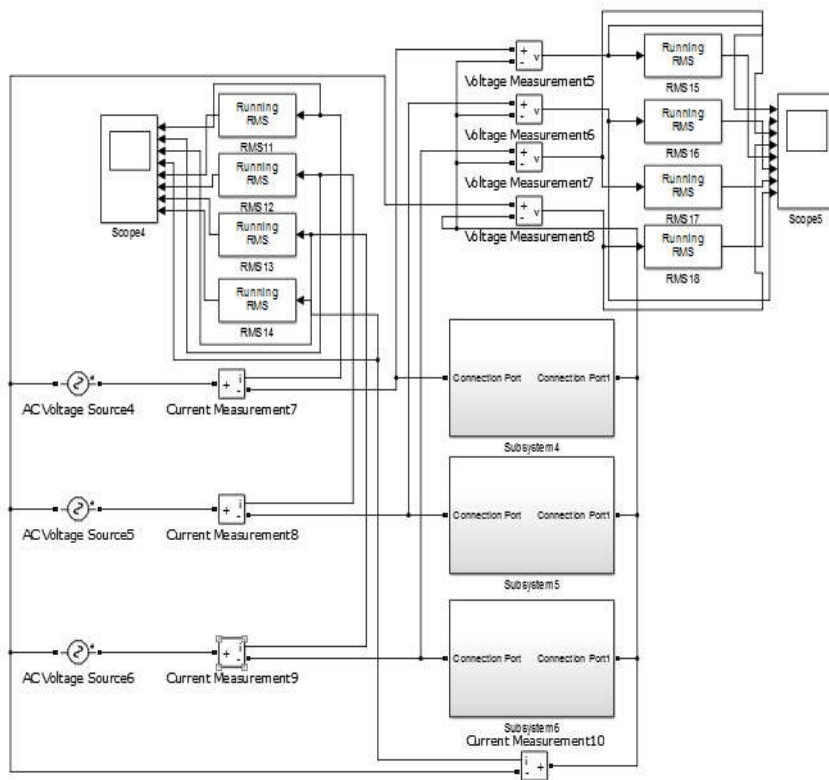 +
-
v
Voltage Measurement5
Running
RMS
RMS15
Running
RMS
RMS11
Scope4
+
-
Voltage Measurement6
Running
RMS
RMS16
Scope5
Running
RMS
RMS12
+
-
v
Voltage Measurement7
Running
RMS
RMS17
Running
RMS
RMS13
+
-
v
Voltage Measurement8
Running
RMS
RMS18
Running
RMS
RMS14
AC Voltage Source4
+
i
-
Current Measurement7
Connection Port
Connection Port1
Subsystem4
AC Voltage Source5
+
i
-
Current Measurement8
Connection Port
Connection Port1
Subsystem5
AC Voltage Source6
+
i
-
Current Measurement9
Connection Port
Connection Port1
Subsystem6
Current Measurement10
i
-
+